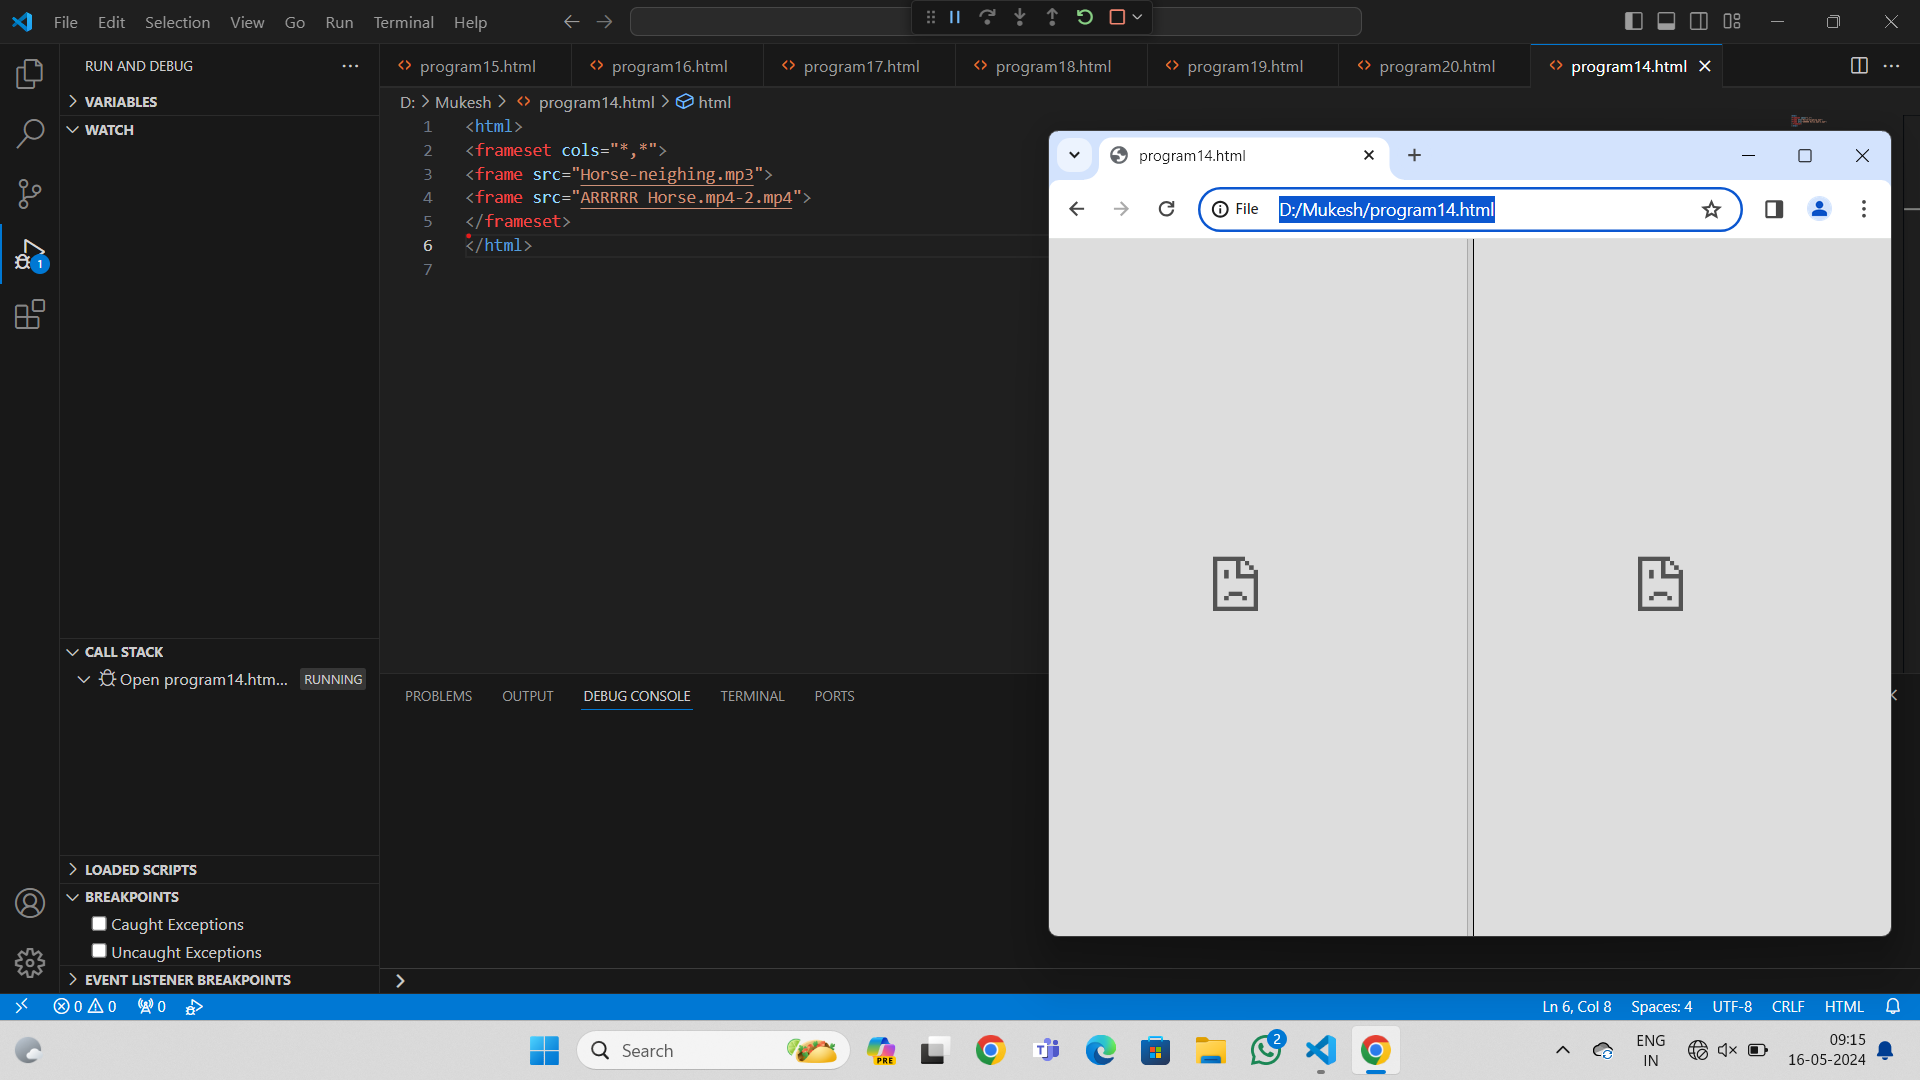 File Edit Selection View Go Run Terminal Help
RUN AND DEBUG
program15.html program16.html program17.html program18.html program19.html program20.html program14.html
VARIABLES
WATCH
D: > Mukesh > program14.html > html
1 <html>
2 <frameset cols="*,*">
3 <frame src="Horse-neighing.mp3">
4 <frame src="ARRRRR Horse.mp4-2.mp4">
5 </frameset>
6 </html>
7
program14.html
File D:/Mukesh/program14.html
CALL STACK
Open program14.htm... RUNNING
PROBLEMS OUTPUT DEBUG CONSOLE TERMINAL PORTS
LOADED SCRIPTS
BREAKPOINTS
Caught Exceptions
Uncaught Exceptions
EVENT LISTENER BREAKPOINTS
1
0 0 0
Ln 6, Col 8 Spaces: 4 UTF-8 CRLF HTML
Search
PRE
2
ENG
IN
09:15
16-05-2024